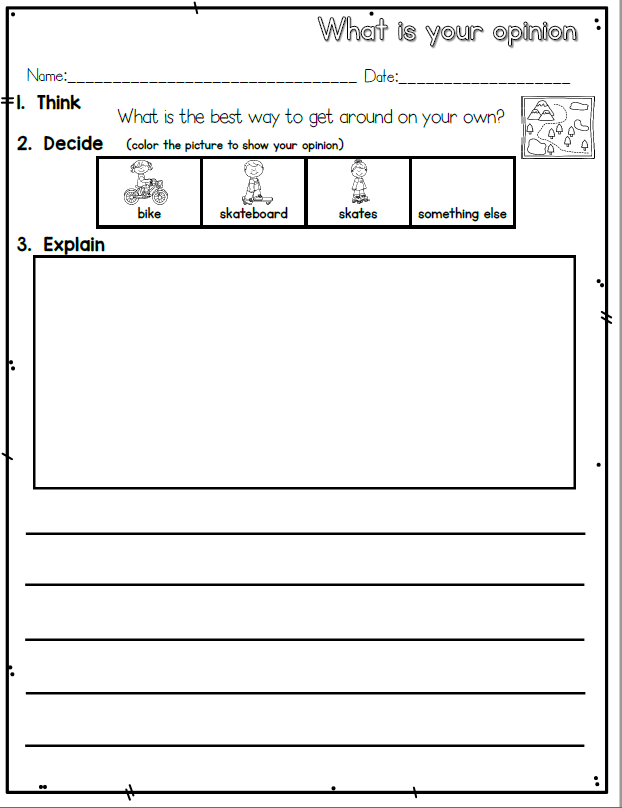 What is your opinion
Name:________________________________ Date:___________________
1. Think
What is the best way to get around on your own?
2. Decide (color the picture to show your opinion)
bike skateboard skates something else
3. Explain